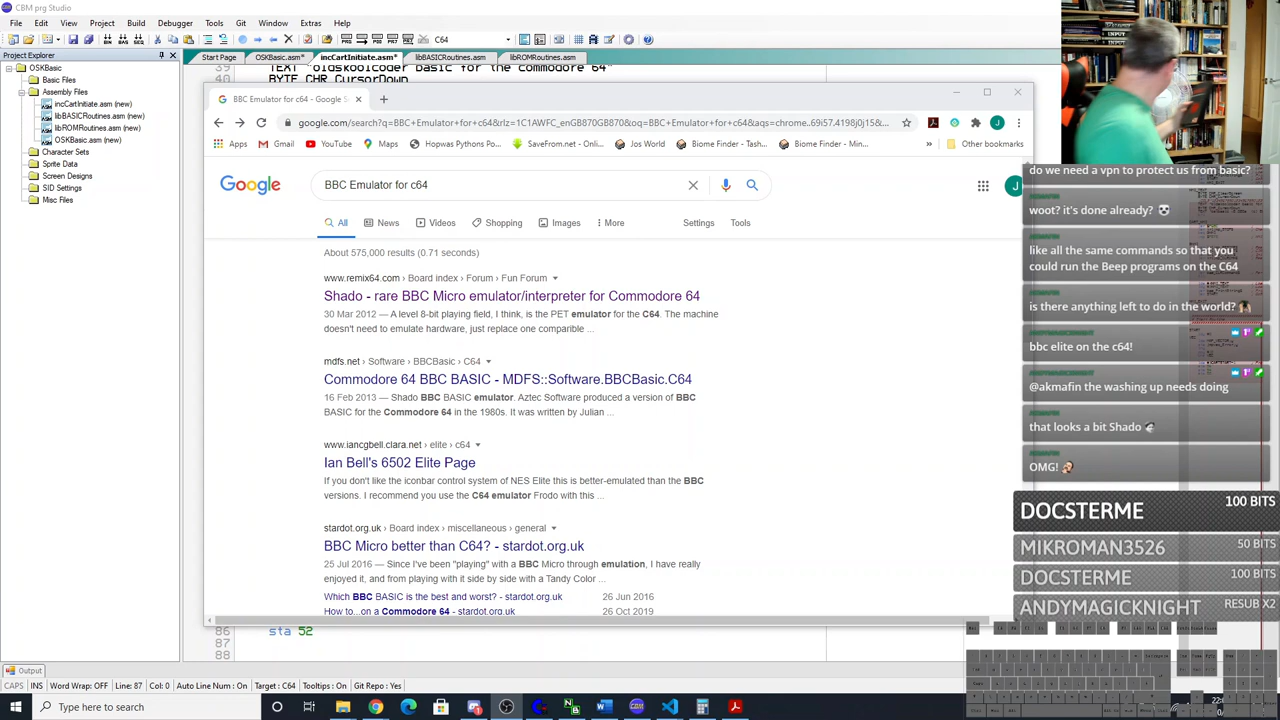 CBM prg Studio
File Edit View Project Build Debugger Tools Git Window Extras Help
C64
Project Explorer
Start Page OSKBasic.asm* incCartInitiate.asm* libBASICRoutines.asm libROMRoutines.asm
OSKBasic
Basic Files
Assembly Files
incCartInitiate.asm (new)
libBASICRoutines.asm (new)
libROMRoutines.asm (new)
OSKBasic.asm (new)
Character Sets
Sprite Data
Screen Designs
SID Settings
Misc Files
39 TEXT "oldskoolcoder basic for the commodore 64"
40 BYTE CHR_CursorDown
BBC Emulator for c64 - Google S
google.com/search?q=BBC+Emulator+for+c64&rlz=1C1AWFC_enGB870GB870&oq=BBC+Emulator+for+c64&aqs=chrome..69i57.4198j0j15&...
Apps Gmail YouTube Maps Hopwas Pythons Po... SaveFrom.net - Onli... Jos World Biome Finder - Tash... Biome Finder - Min... » Other bookmarks
Google
BBC Emulator for c64
J
All News Videos Shopping Images More Settings Tools
About 575,000 results (0.71 seconds)
www.remix64.com › Board index › Forum › Fun Forum
Shado - rare BBC Micro emulator/interpreter for Commodore 64
30 Mar 2012 — A level 8-bit playing field, I think, is the PET emulator for the C64. The machine
doesn't need to emulate hardware, just replace one comparible ...
mdfs.net › Software › BBCBasic › C64
Commodore 64 BBC BASIC - MDFS::Software.BBCBasic.C64
16 Feb 2013 — Shado BBC BASIC emulator. Aztec Software produced a version of BBC
BASIC for the Commodore 64 in the 1980s. It was written by Julian ...
www.iancgbell.clara.net › elite › c64
Ian Bell's 6502 Elite Page
If you don't like the iconbar control system of NES Elite this is better-emulated than the BBC
versions. I recommend you use the C64 emulator Frodo with this ...
stardot.org.uk › Board index › miscellaneous › general
BBC Micro better than C64? - stardot.org.uk
25 Jul 2016 — Since I've been "playing" with a BBC Micro through emulation, I have really
enjoyed it, and from playing with it side by side with a Tandy Color ...
Which BBC BASIC is the best and worst? - stardot.org.uk 26 Jun 2016
How to...on a Commodore 64 - stardot.org.uk 26 Oct 2019
86 sta 52
87
88
do we need a vpn to protect us from basic?
woot? it's done already?
like all the same commands so that you
could run the Beep programs on the C64
is there anything left to do in the world?
ANDYMAGICKNIGHT
bbc elite on the c64!
ANDYMAGICKNIGHT
@akmafin the washing up needs doing
that looks a bit Shado
OMG!
DOCSTERME 100 BITS
MIKROMAN3526 50 BITS
DOCSTERME 100 BITS
ANDYMAGICKNIGHT RESUB X2
Output
CAPS INS Word Wrap: OFF Line: 87 Col: 0 Auto Line Num : On Target : C64 Tooltips : On Git Repo : Yes
Type here to search